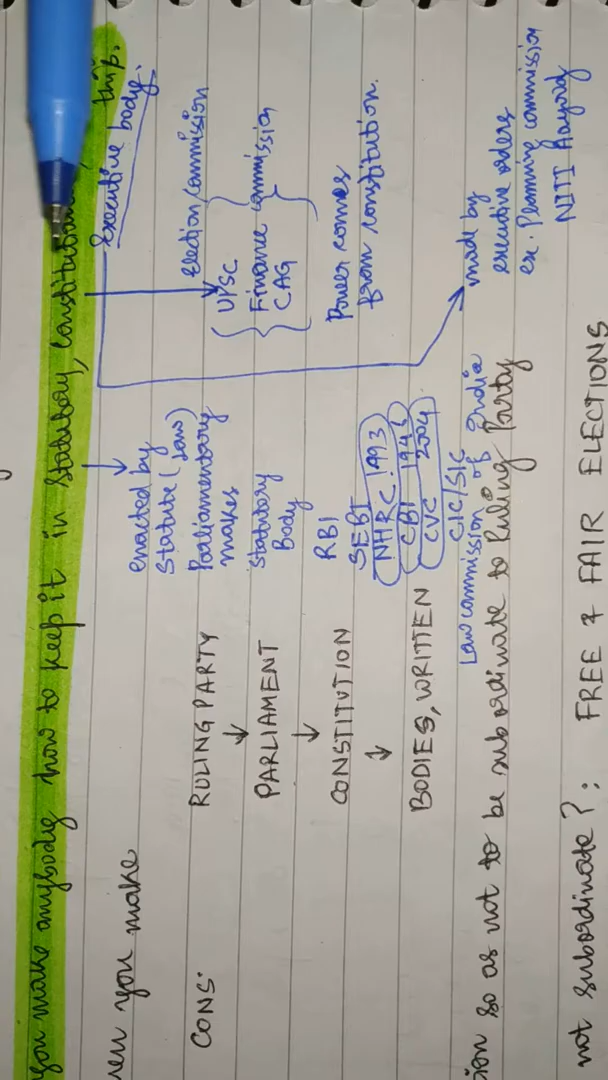 you make anybody how to keep it in Statutory, Constitutional, this.
Executive body.
you make
enacted by
Statute (Law)
Parliamentary
makes
Statutory
Body
RBI
SEBI
NHRC 1993
CBI 1946
CVC 2004
CIC/SIC
Law commission of India
Election commission
UPSC
Finance commission
CAG
Power comes
from constitution.
made by
executive orders
ex. Planning commission
NITI Aayog
CONS.
RULING PARTY
↓
PARLIAMENT
↓
CONSTITUTION
↓
BODIES, WRITTEN
so as not to be subordinate to Ruling Party
not subordinate? : FREE & FAIR ELECTIONS